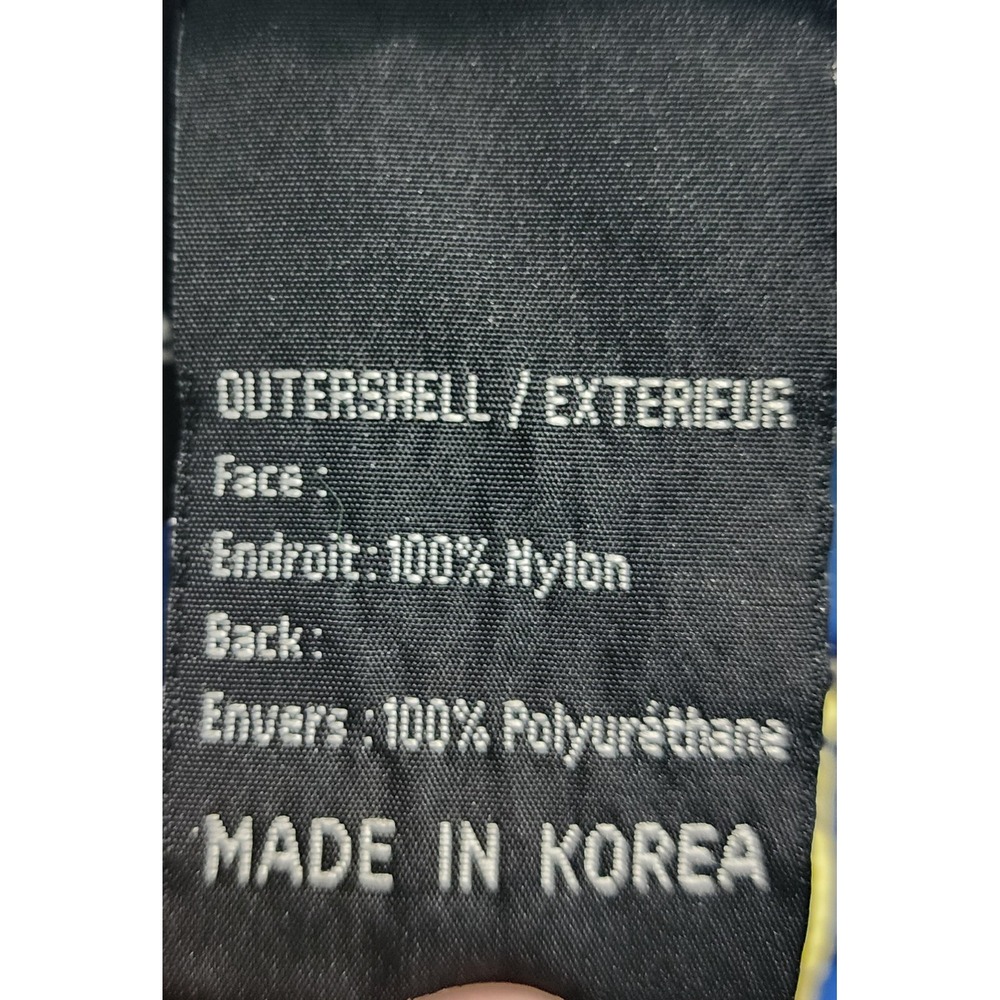 OUTERSHELL / EXTERIEUR
Face :
Endroit : 100% Nylon
Back :
Envers : 100% Polyuréthane
MADE IN KOREA